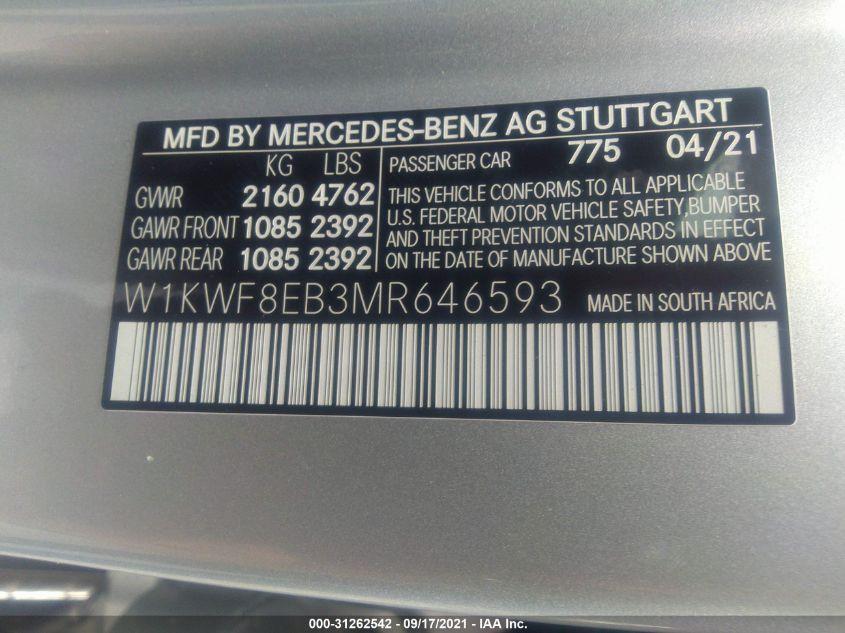 MFD BY MERCEDES-BENZ AG STUTTGART
KG LBS
GVWR 2160 4762
GAWR FRONT 1085 2392
GAWR REAR 1085 2392
PASSENGER CAR 775 04/21
THIS VEHICLE CONFORMS TO ALL APPLICABLE
U.S. FEDERAL MOTOR VEHICLE SAFETY,BUMPER
AND THEFT PREVENTION STANDARDS IN EFFECT
ON THE DATE OF MANUFACTURE SHOWN ABOVE
W1KWF8EB3MR646593 MADE IN SOUTH AFRICA
000-31262542 - 09/17/2021 - IAA Inc.